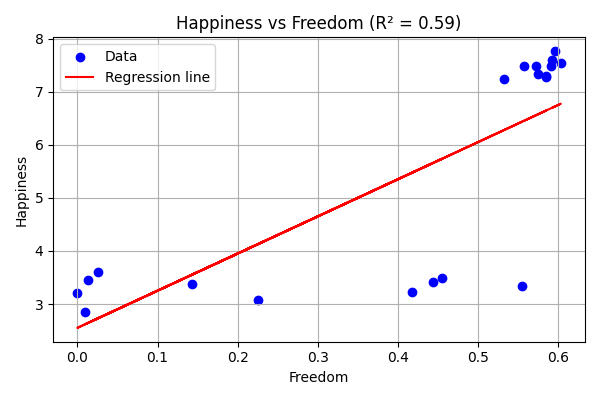 Happiness vs Freedom (R² = 0.59)
Data
Regression line
8
7
6
5
4
3
Happiness
0.0 0.1 0.2 0.3 0.4 0.5 0.6
Freedom